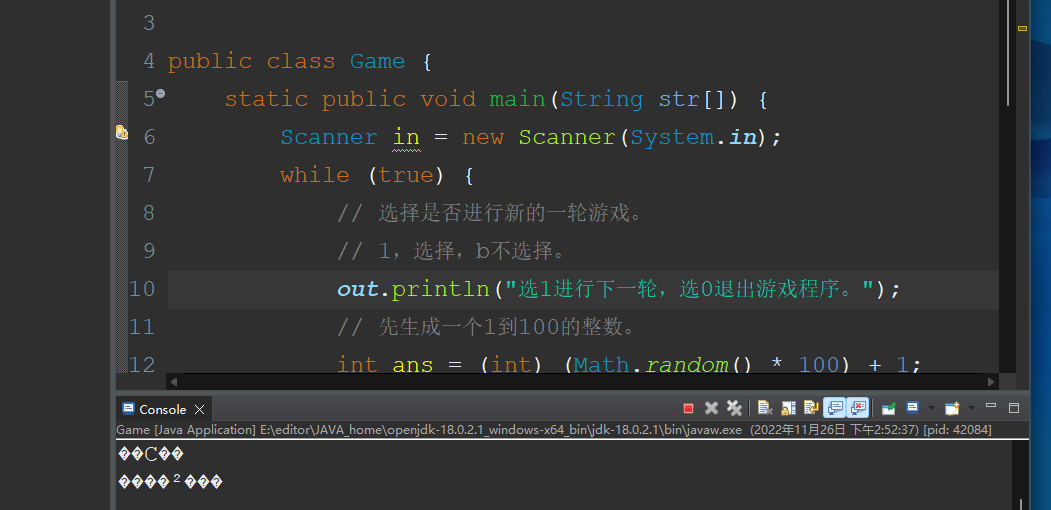 3
4 public class Game {
5 static public void main(String str[]) {
6 Scanner in = new Scanner(System.in);
7 while (true) {
8 // 选择是否进行新的一轮游戏。
9 // 1，选择，b不选择。
10 out.println("选1进行下一轮，选0退出游戏程序。");
11 // 先生成一个1到100的整数。
12 int ans = (int) (Math.random() * 100) + 1;
Console
Game [Java Application] E:\editor\JAVA_home\openjdk-18.0.2.1_windows-x64_bin\jdk-18.0.2.1\bin\javaw.exe (2022年11月26日 下午2:52:37) [pid: 42084]
��C��
����²���